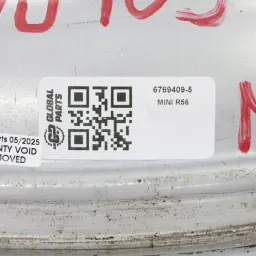 GLOBAL
PARTS
6769409-5
MINI R56
rts 05/2025
NTY VOID
MOVED